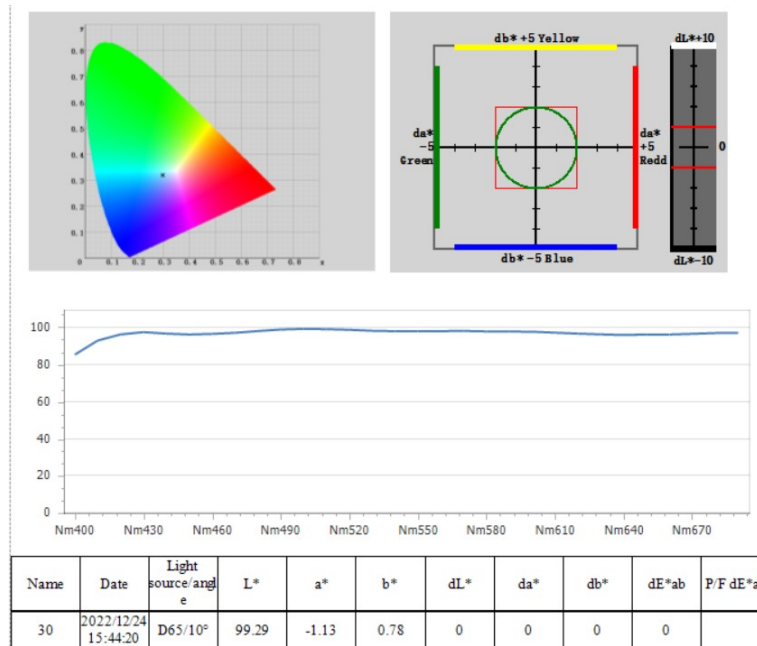 y
0.8
0.7
0.6
0.5
0.4
0.3
0.2
0.1
0 0.1 0.2 0.3 0.4 0.5 0.6 0.7 0.8 x
db* +5 Yellow
da*
-5
Green
da*
+5
Redd
db* -5 Blue
dL*+10
0
dL*-10
100
80
60
40
20
0
Nm400 Nm430 Nm460 Nm490 Nm520 Nm550 Nm580 Nm610 Nm640 Nm670
Name Date Light source/angl e L* a* b* dL* da* db* dE*ab P/F dE*a
30 2022/12/24 15:44:20 D65/10° 99.29 -1.13 0.78 0 0 0 0